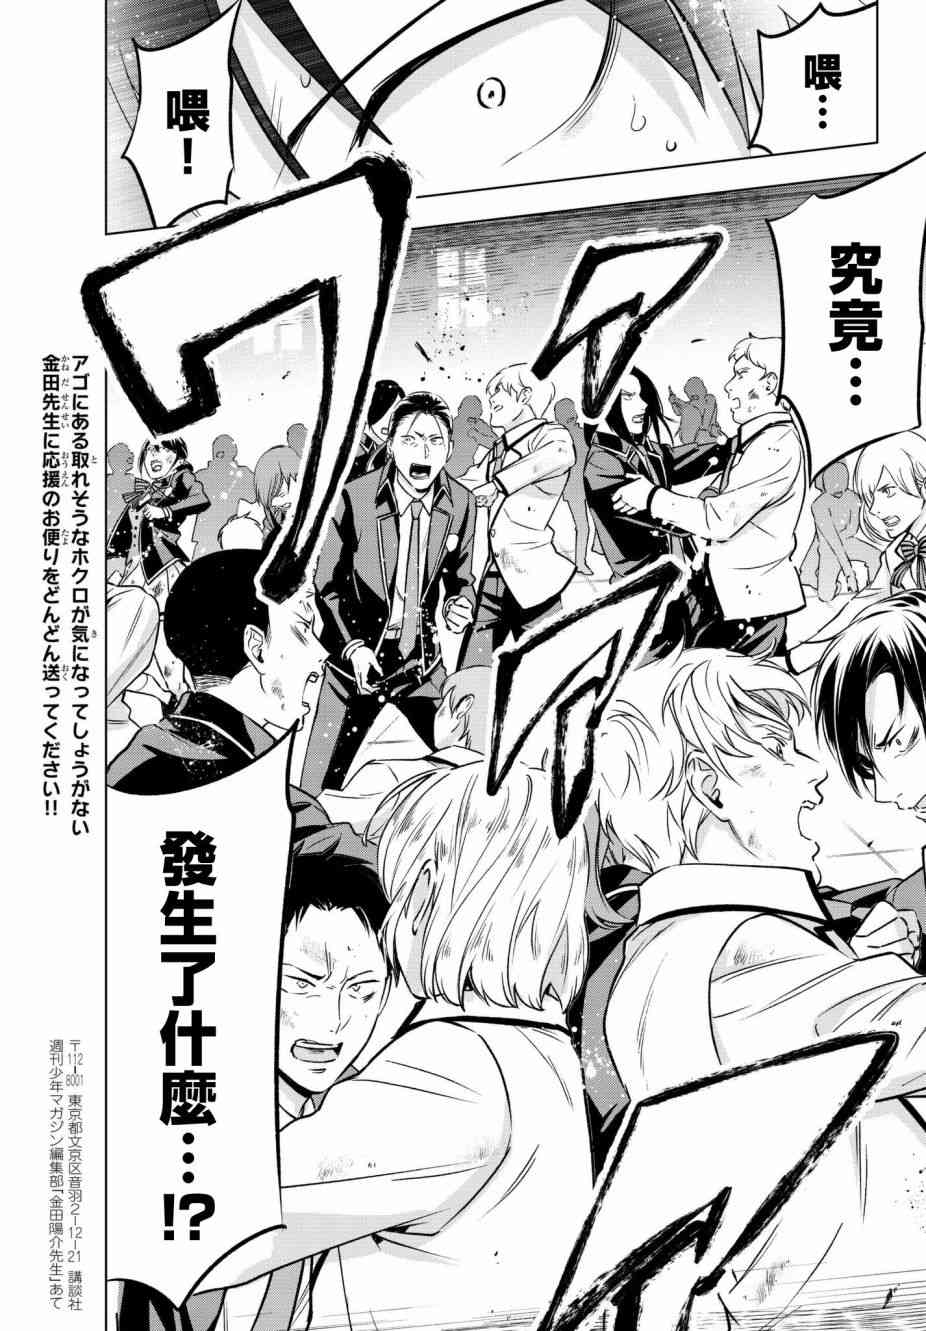 喂…
喂！
究竟…
ワアアア
發生了什麼…!?
アゴにある取れそうなホクロが気になってしょうがない
金田先生に応援のお便りをどんどん送ってください!!
〒112-8001 東京都文京区音羽2-12-21 講談社
週刊少年マガジン編集部「金田陽介先生」あて